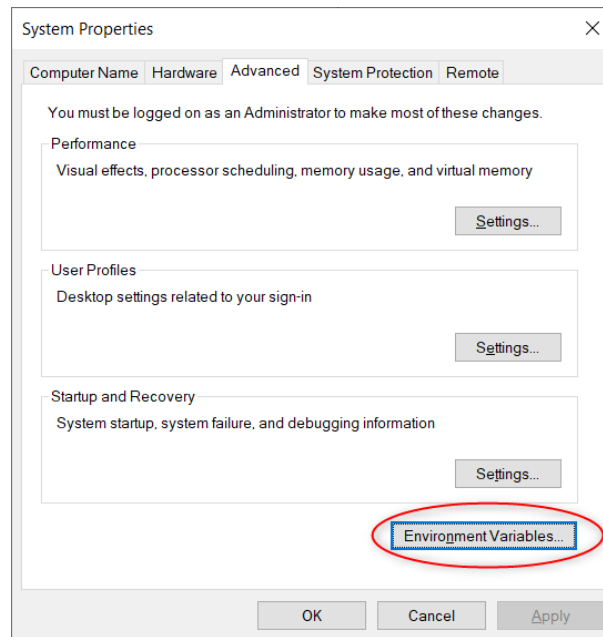 System Properties
Computer Name Hardware Advanced System Protection Remote
You must be logged on as an Administrator to make most of these changes.
Performance
Visual effects, processor scheduling, memory usage, and virtual memory
Settings...
User Profiles
Desktop settings related to your sign-in
Settings...
Startup and Recovery
System startup, system failure, and debugging information
Settings...
Environment Variables...
OK Cancel Apply